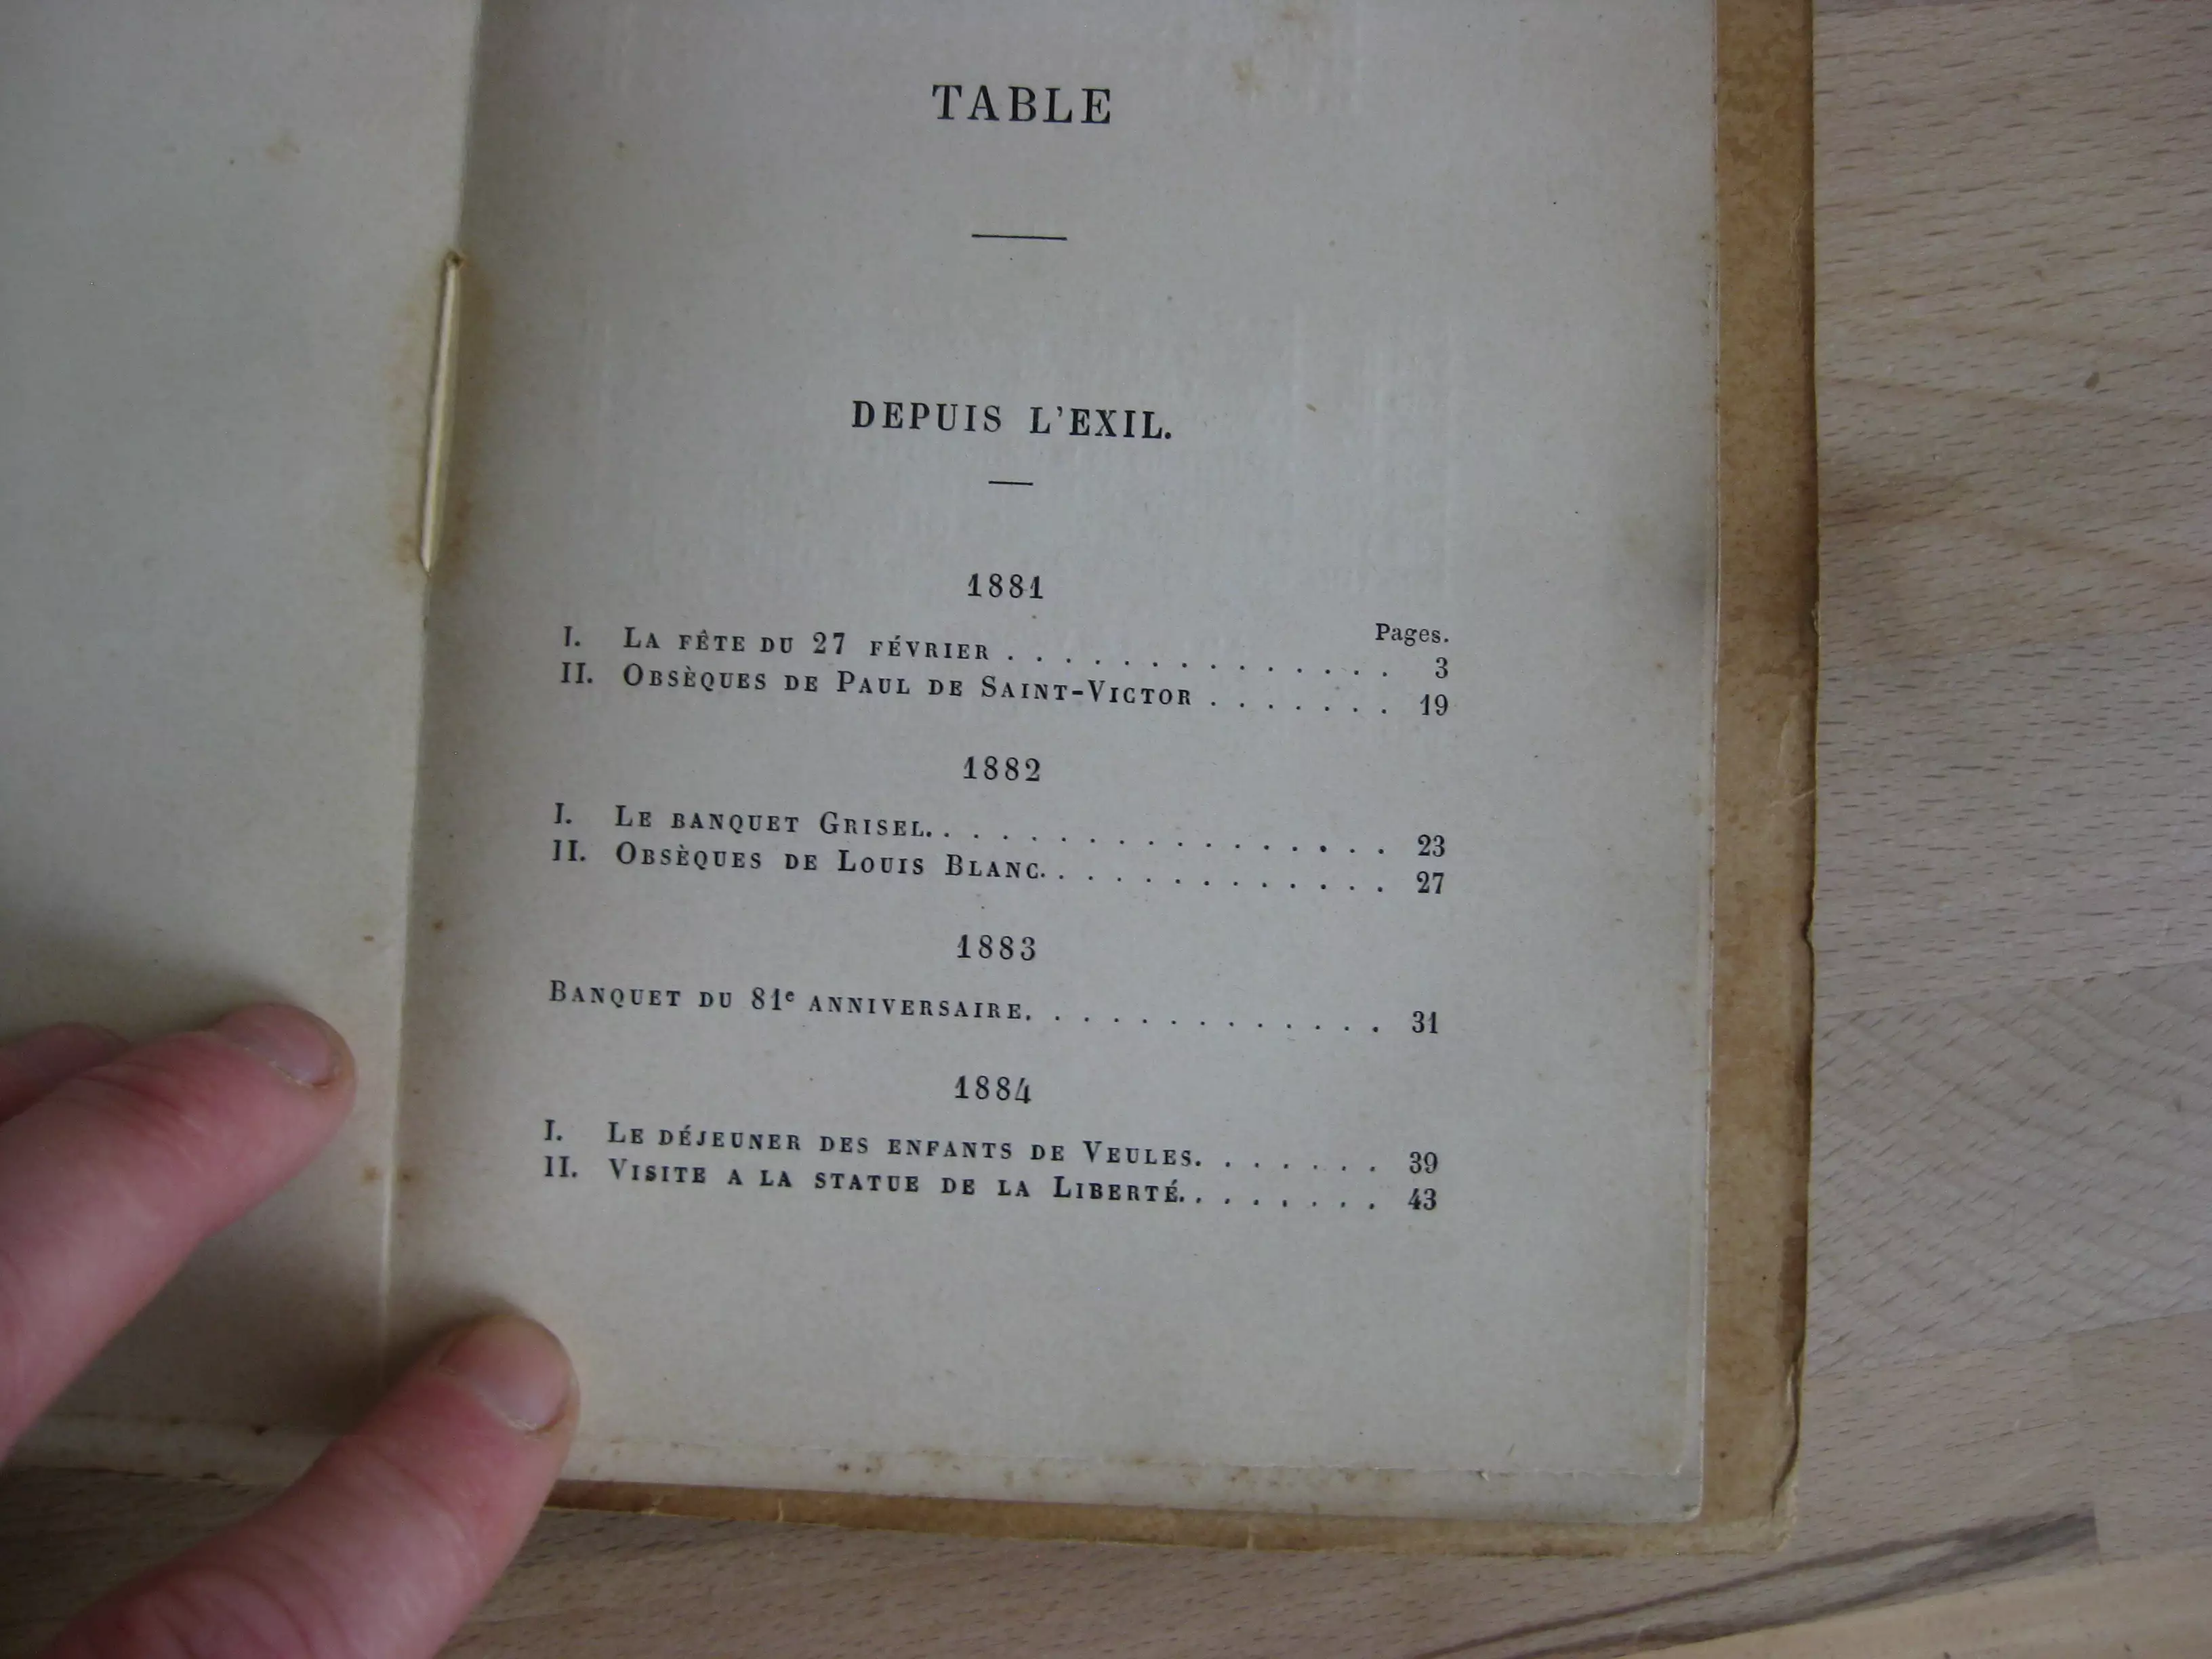 TABLE
DEPUIS L'EXIL.
1881
Pages.
I. LA FÊTE DU 27 FÉVRIER . . . . . . . . . . . . . . 3
II. OBSÈQUES DE PAUL DE SAINT-VICTOR . . . . . . . 19
1882
I. LE BANQUET GRISEL. . . . . . . . . . . . . . . . . 23
II. OBSÈQUES DE LOUIS BLANC. . . . . . . . . . . . . 27
1883
BANQUET DU 81e ANNIVERSAIRE. . . . . . . . . . . . . 31
1884
I. LE DÉJEUNER DES ENFANTS DE VEULES. . . . . . . . 39
II. VISITE A LA STATUE DE LA LIBERTÉ. . . . . . . . 43